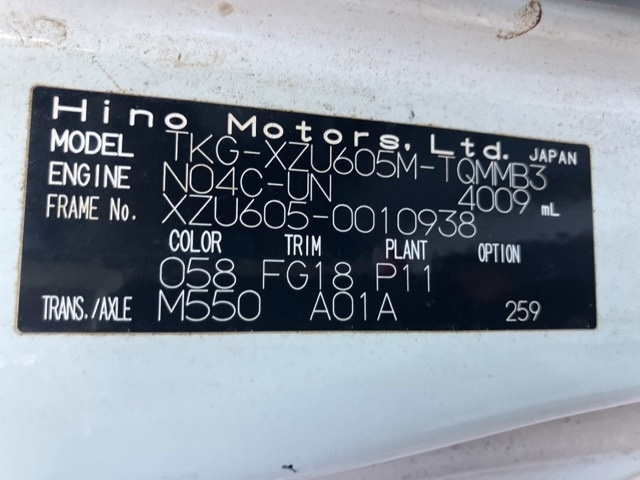 Hino Motors, Ltd. JAPAN
MODEL TKG-XZU605M-TQMMB3
ENGINE N04C-UN 4009 mL
FRAME No. XZU605-0010938
COLOR TRIM PLANT OPTION
058 FG18 P11
TRANS./AXLE M550 A01A 259